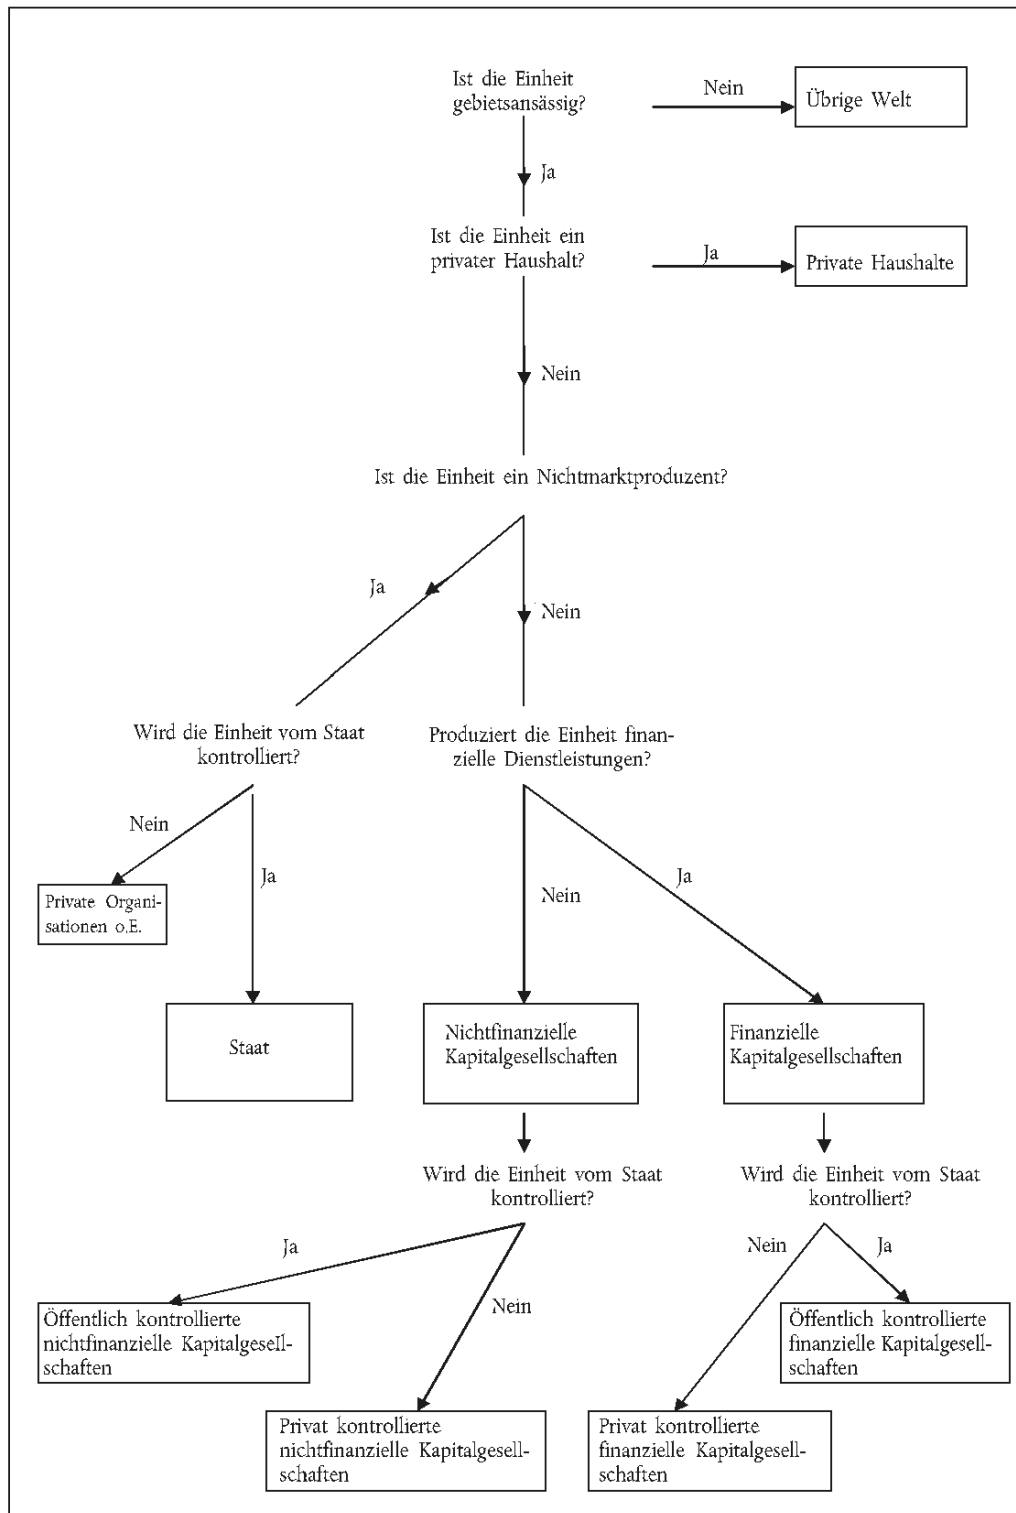 Ist die Einheit
gebietsansässig?
Nein
Übrige Welt
Ja
Ist die Einheit ein
privater Haushalt?
Ja
Private Haushalte
Nein
Ist die Einheit ein Nichtmarktproduzent?
Ja
Nein
Wird die Einheit vom Staat
kontrolliert?
Produziert die Einheit finan-
zielle Dienstleistungen?
Nein
Ja
Nein
Ja
Private Organi-
sationen o.E.
Staat
Nichtfinanzielle
Kapitalgesellschaften
Finanzielle
Kapitalgesellschaften
Wird die Einheit vom Staat
kontrolliert?
Wird die Einheit vom Staat
kontrolliert?
Ja
Nein
Nein
Ja
Öffentlich kontrollierte
nichtfinanzielle Kapitalgesell-
schaften
Öffentlich kontrollierte
finanzielle Kapitalgesell-
schaften
Privat kontrollierte
nichtfinanzielle Kapitalgesell-
schaften
Privat kontrollierte
finanzielle Kapitalgesell-
schaften